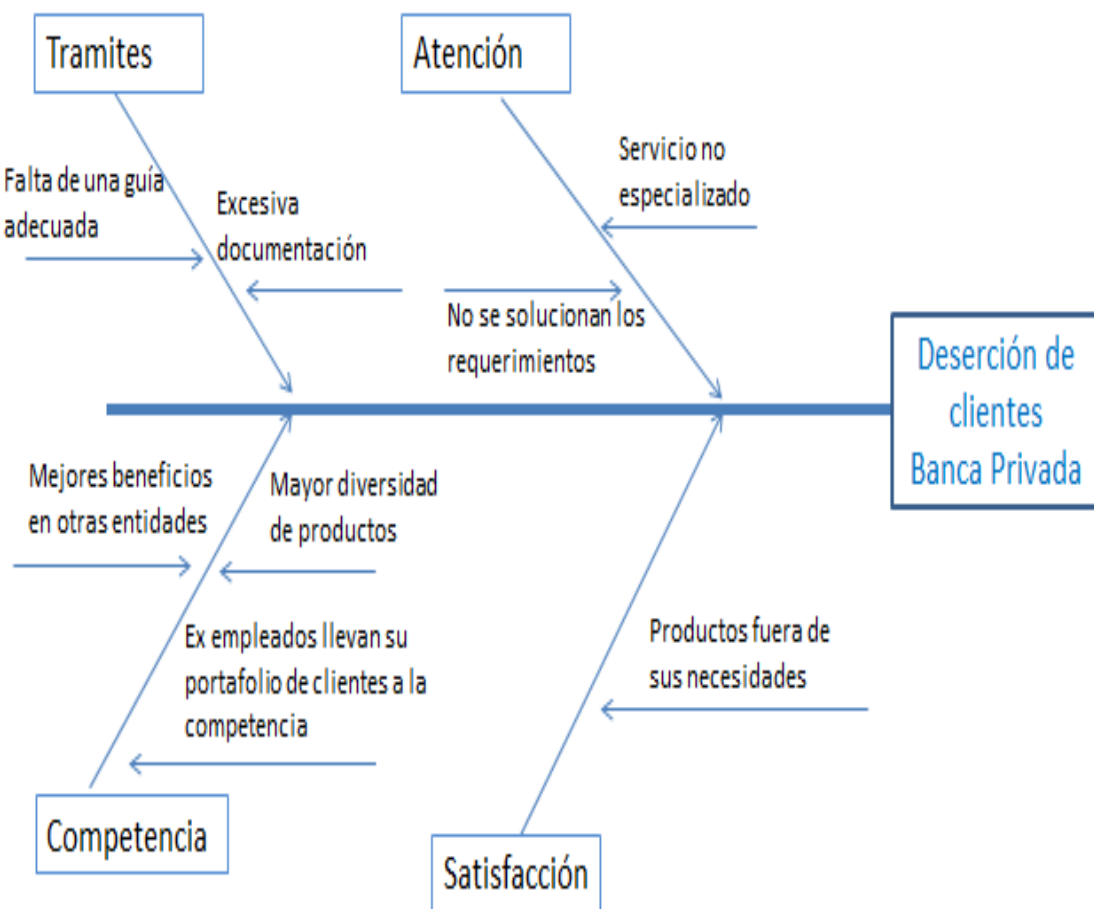 Tramites
Atención
Falta de una guía
adecuada
Excesiva
documentación
Servicio no
especializado
No se solucionan los
requerimientos
Deserción de
clientes
Banca Privada
Mejores beneficios
en otras entidades
Mayor diversidad
de productos
Ex empleados llevan su
portafolio de clientes a la
competencia
Productos fuera de
sus necesidades
Competencia
Satisfacción